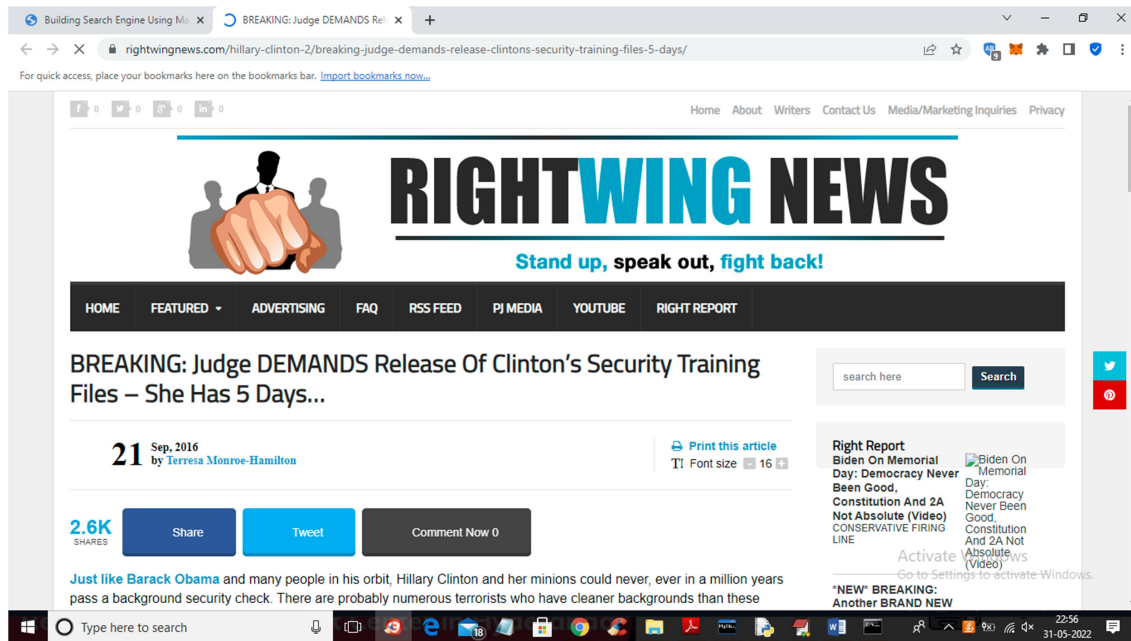 Building Search Engine Using Ma
BREAKING: Judge DEMANDS Rele
rightwingnews.com/hillary-clinton-2/breaking-judge-demands-release-clintons-security-training-files-5-days/
9
For quick access, place your bookmarks here on the bookmarks bar. Import bookmarks now...
0 0 0 0
Home About Writers Contact Us Media/Marketing Inquiries Privacy
RIGHTWING NEWS
Stand up, speak out, fight back!
HOME FEATURED ADVERTISING FAQ RSS FEED PJ MEDIA YOUTUBE RIGHT REPORT
BREAKING: Judge DEMANDS Release Of Clinton's Security Training
Files – She Has 5 Days...
21 Sep, 2016
by Terresa Monroe-Hamilton
Print this article
Font size - 16 +
2.6K
SHARES
Share
Tweet
Comment Now 0
Just like Barack Obama and many people in his orbit, Hillary Clinton and her minions could never, ever in a million years
pass a background security check. There are probably numerous terrorists who have cleaner backgrounds than these
search here
Search
Right Report
Biden On Memorial
Day: Democracy Never
Been Good,
Constitution And 2A
Not Absolute (Video)
CONSERVATIVE FIRING
LINE
Biden On
Memorial
Day:
Democracy
Never Been
Good,
Constitution
And 2A Not
Absolute
(Video)
*NEW* BREAKING:
Another BRAND NEW
Activate Windows
Go to Settings to activate Windows.
Type here to search
18
22:56
31-05-2022